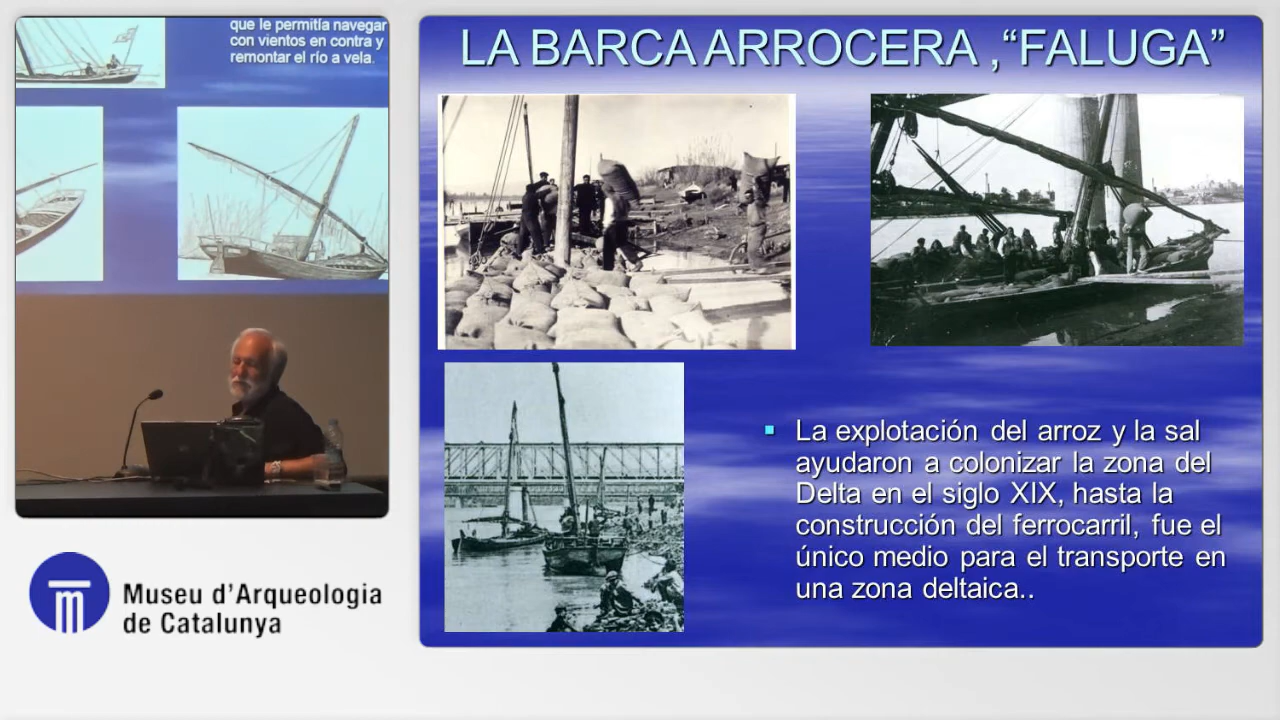 que le permitía navegar
con vientos en contra y
remontar el río a vela.
Museu d'Arqueologia
de Catalunya
LA BARCA ARROCERA ,“FALUGA”
La explotación del arroz y la sal
ayudaron a colonizar la zona del
Delta en el siglo XIX, hasta la
construcción del ferrocarril, fue el
único medio para el transporte en
una zona deltaica..